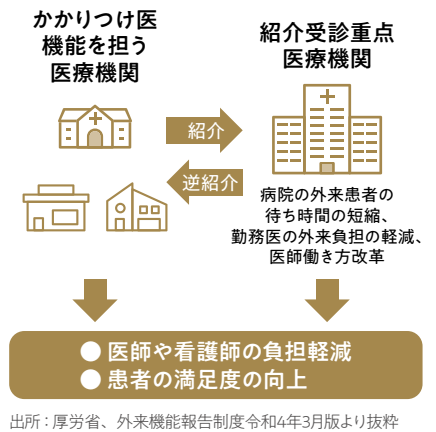 かかりつけ医
機能を担う
医療機関
紹介受診重点
医療機関
紹介
逆紹介
病院の外来患者の
待ち時間の短縮、
勤務医の外来負担の軽減、
医師働き方改革
● 医師や看護師の負担軽減
● 患者の満足度の向上
出所：厚労省、外来機能報告制度令和4年3月版より抜粋